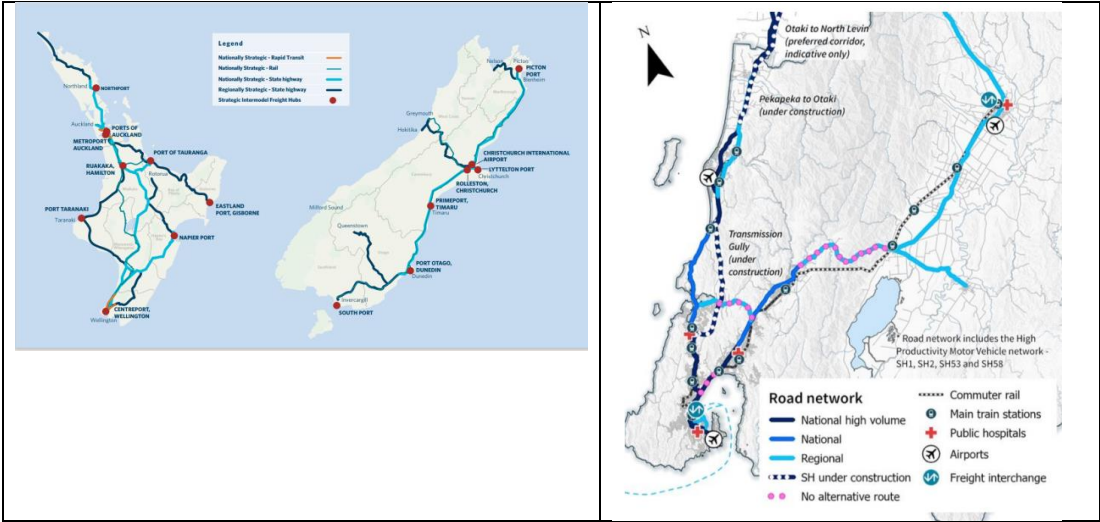 Legend
Nationally Strategic - Rapid Transit
Nationally Strategic - Rail
Nationally Strategic - State highway
Regionally Strategic - State highway
Strategic Intermodel Freight Hubs
Northland
NORTHPORT
Auckland
PORTS OF
AUCKLAND
METROPORT
AUCKLAND
PORT OF TAURANGA
RUAKAKA,
HAMILTON
Rotorua
EASTLAND
PORT, GISBORNE
PORT TARANAKI
Taranaki
NAPIER PORT
CENTREPORT,
WELLINGTON
Wellington
Nelson
Picton
PICTON
PORT
Blenheim
Greymouth
Hokitika
CHRISTCHURCH INTERNATIONAL
AIRPORT
LYTTELTON PORT
Christchurch
ROLLESTON,
CHRISTCHURCH
PRIMEPORT,
TIMARU
Timaru
Milford Sound
Queenstown
PORT OTAGO,
DUNEDIN
Dunedin
Invercargill
SOUTH PORT
N
Otaki to North Levin
(preferred corridor,
indicative only)
Pekapeka to Otaki
(under construction)
Transmission
Gully
(under
construction)
* Road network includes the High
Productivity Motor Vehicle network -
SH1, SH2, SH53 and SH58
Road network
National high volume
National
Regional
SH under construction
No alternative route
Commuter rail
Main train stations
Public hospitals
Airports
Freight interchange